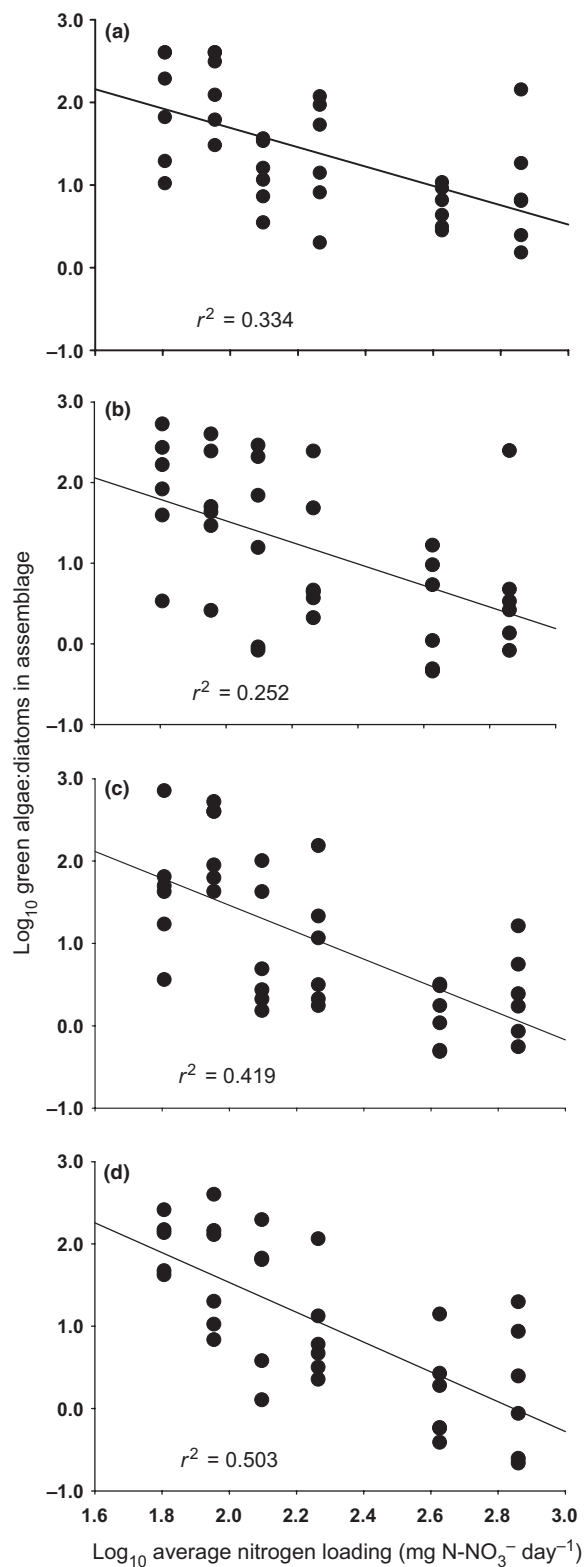 (a)
3.0
2.0
1.0
0.0
–1.0
r² = 0.334
(b)
3.0
2.0
1.0
0.0
–1.0
r² = 0.252
Log₁₀ green algae:diatoms in assemblage
(c)
3.0
2.0
1.0
0.0
–1.0
r² = 0.419
(d)
3.0
2.0
1.0
0.0
–1.0
r² = 0.503
1.6 1.8 2.0 2.2 2.4 2.6 2.8 3.0
Log₁₀ average nitrogen loading (mg N-NO₃⁻ day⁻¹)